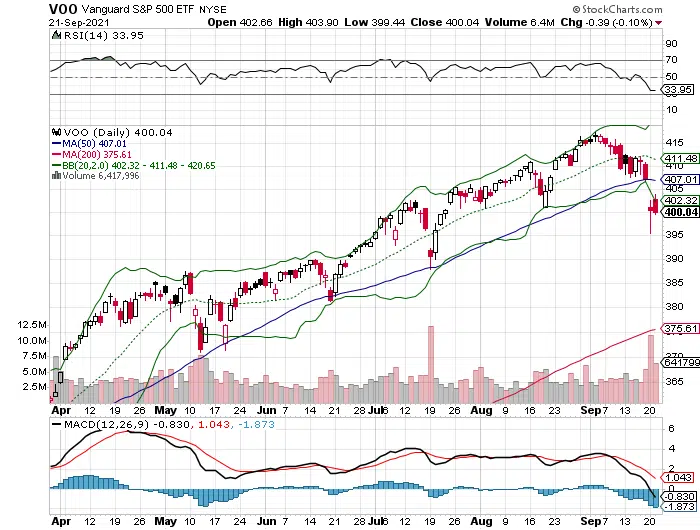 VOO Vanguard S&P 500 ETF NYSE
© StockCharts.com
21-Sep-2021
Open 402.66 High 403.90 Low 399.44 Close 400.04 Volume 6.4M Chg -0.39 (-0.10%)
RSI(14) 33.95
90
70
50
33.95
30
10
VOO (Daily) 400.04
MA(50) 407.01
MA(200) 375.61
BB(20,2.0) 402.32 - 411.48 - 420.65
Volume 6,417,996
415
411.48
410
407.01
405
402.32
400.04
395
390
385
380
375.61
370
641799
365
12.5M
10.0M
7.5M
5.0M
2.5M
Apr 12 19 26 May 10 17 24 Jun 7 14 21 Jul 6 12 19 26 Aug 9 16 23 Sep 7 13 20
MACD(12,26,9) -0.830, 1.043, -1.873
6
4
2
1.043
0
-0.830
-1.873
Apr 12 19 26 May 10 17 24 Jun 7 14 21 Jul 6 12 19 26 Aug 9 16 23 Sep 7 13 20